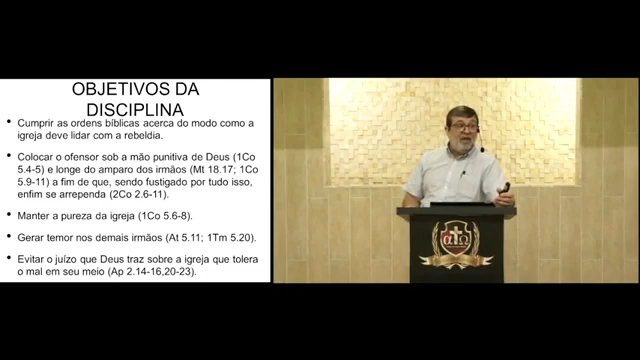 OBJETIVOS DA
DISCIPLINA
• Cumprir as ordens bíblicas acerca do modo como a
igreja deve lidar com a rebeldia.
• Colocar o ofensor sob a mão punitiva de Deus (1Co
5.4-5) e longe do amparo dos irmãos (Mt 18.17; 1Co
5.9-11) a fim de que, sendo fustigado por tudo isso,
enfim se arrependa (2Co 2.6-11).
• Manter a pureza da igreja (1Co 5.6-8).
• Gerar temor nos demais irmãos (At 5.11; 1Tm 5.20).
• Evitar o juízo que Deus traz sobre a igreja que tolera
o mal em seu meio (Ap 2.14-16,20-23).
α Ω